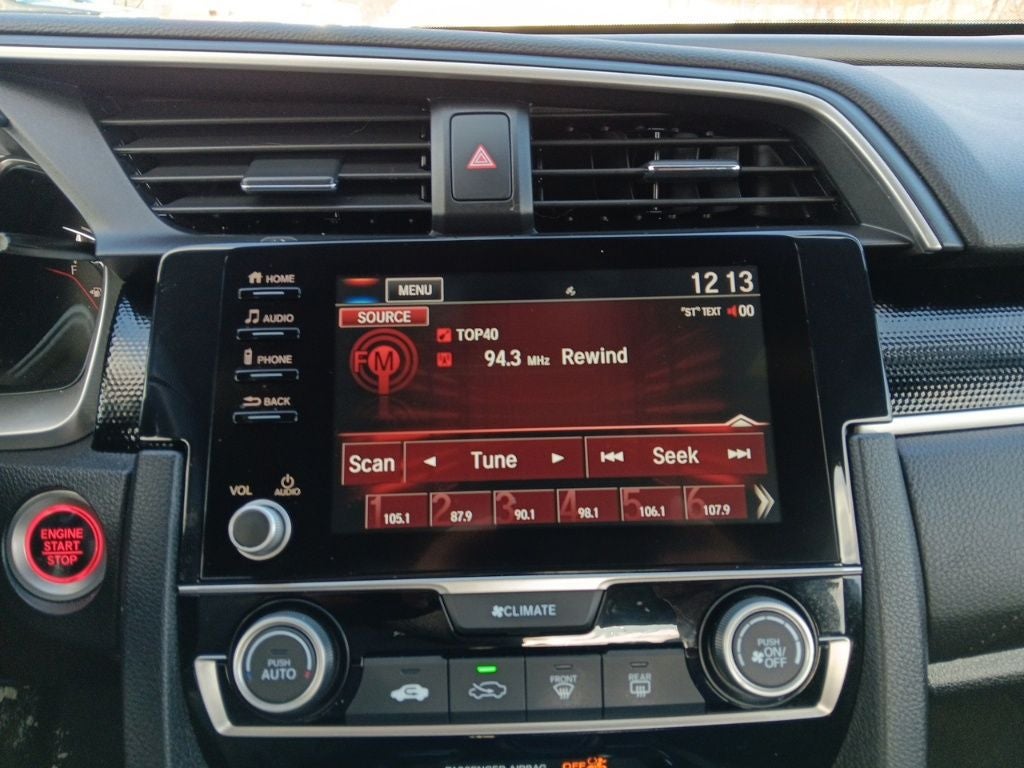 HOME
MENU
12 13
AUDIO
SOURCE
"ST" TEXT 00
TOP40
FM
94.3 MHz Rewind
PHONE
BACK
Scan
Tune
Seek
VOL
AUDIO
1 105.1
2 87.9
3 90.1
4 98.1
5 106.1
6 107.9
F
ENGINE
START
STOP
CLIMATE
PUSH
AUTO
FRONT
REAR
PUSH
ON/
OFF
PASSENGER AIRBAG OFF